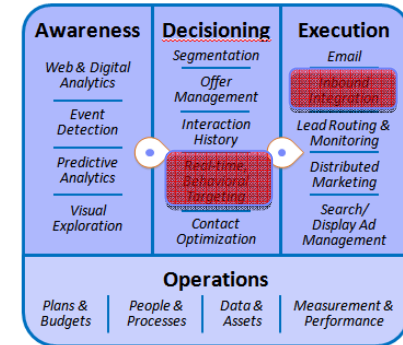 Awareness
Web & Digital
Analytics
Event
Detection
Predictive
Analytics
Visual
Exploration
Decisioning
Segmentation
Offer
Management
Interaction
History
Real-time,
Behavioral
Targeting
Contact
Optimization
Execution
Email
Inbound
Integration
Lead Routing &
Monitoring
Distributed
Marketing
Search/
Display Ad
Management
Operations
Plans &
Budgets
People &
Processes
Data &
Assets
Measurement &
Performance